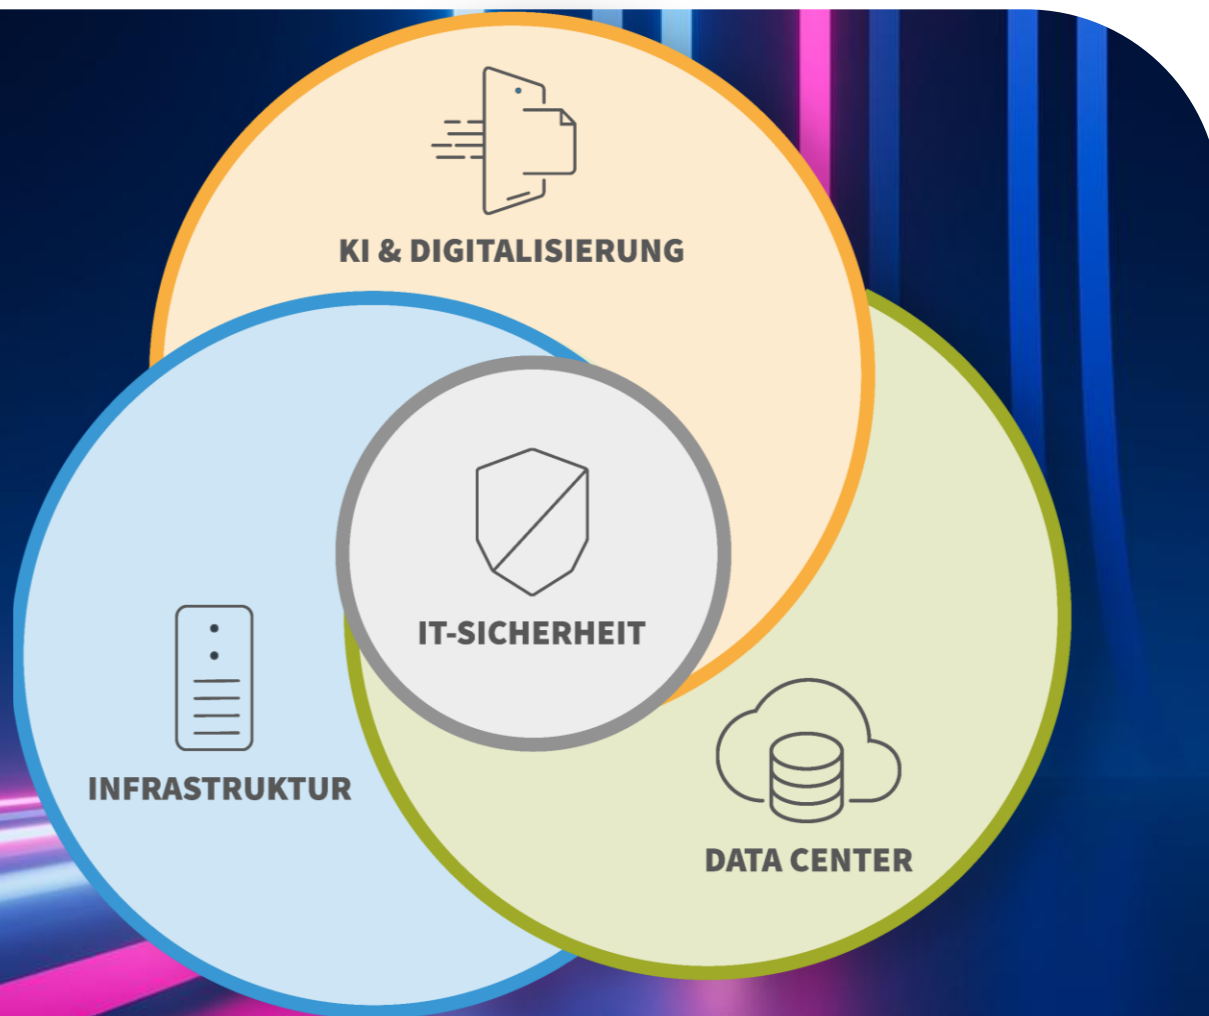 KI & DIGITALISIERUNG
IT-SICHERHEIT
INFRASTRUKTUR
DATA CENTER